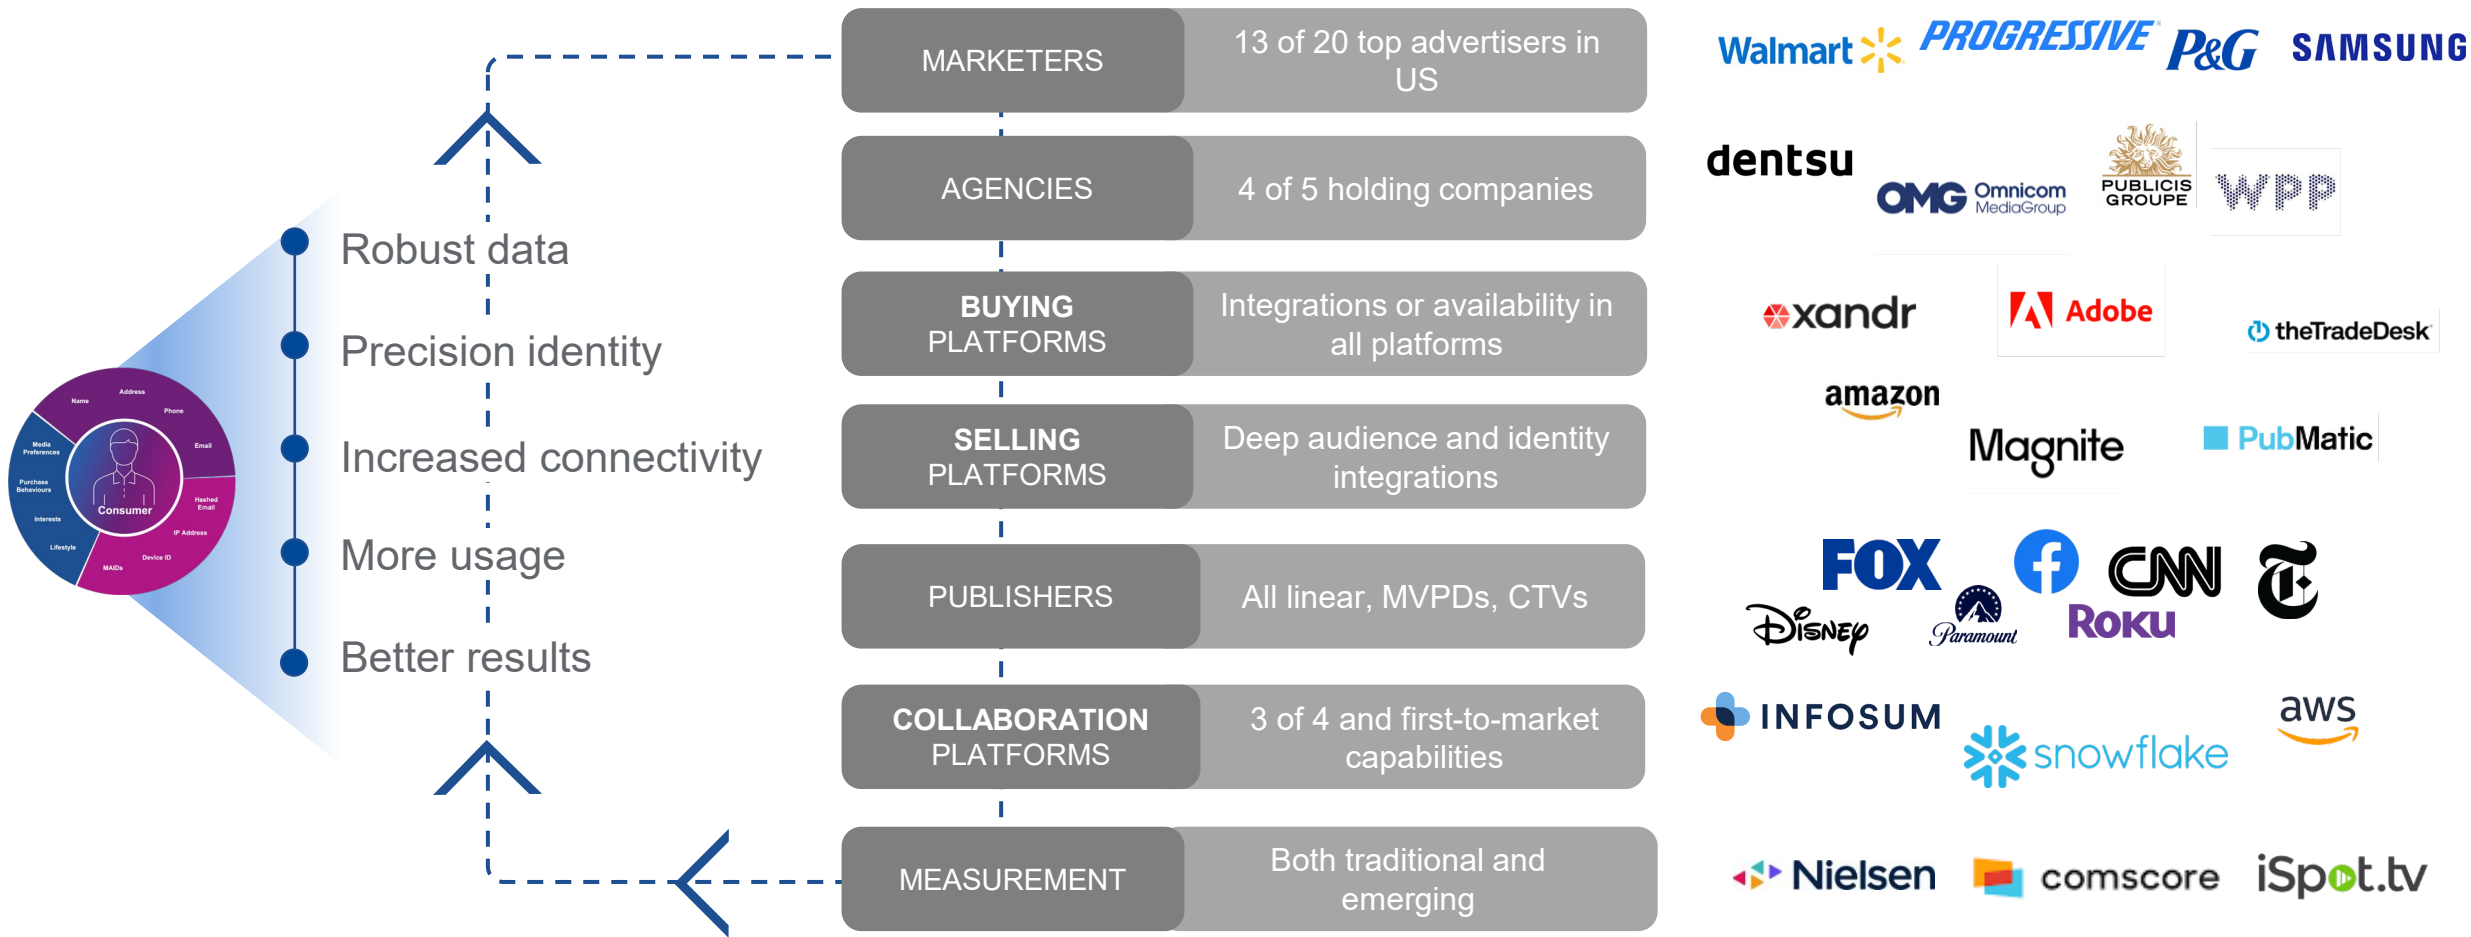 Address
Name
Phone
Media
Preferences
Email
Purchase
Behaviours
Hashed
Email
Consumer
Interests
IP Address
Lifestyle
Device ID
MAIDs
Robust data
Precision identity
Increased connectivity
More usage
Better results
MARKETERS
13 of 20 top advertisers in
US
Walmart
PROGRESSIVE
P&G
SAMSUNG
AGENCIES
4 of 5 holding companies
dentsu
OMG Omnicom
MediaGroup
PUBLICIS
GROUPE
WPP
BUYING
PLATFORMS
Integrations or availability in
all platforms
xandr
Adobe
theTradeDesk
amazon
SELLING
PLATFORMS
Deep audience and identity
integrations
Magnite
PubMatic
PUBLISHERS
All linear, MVPDs, CTVs
FOX
CNN
T
Disney
Paramount
ROKU
COLLABORATION
PLATFORMS
3 of 4 and first-to-market
capabilities
INFOSUM
snowflake
aws
MEASUREMENT
Both traditional and
emerging
Nielsen
comscore
iSpot.tv